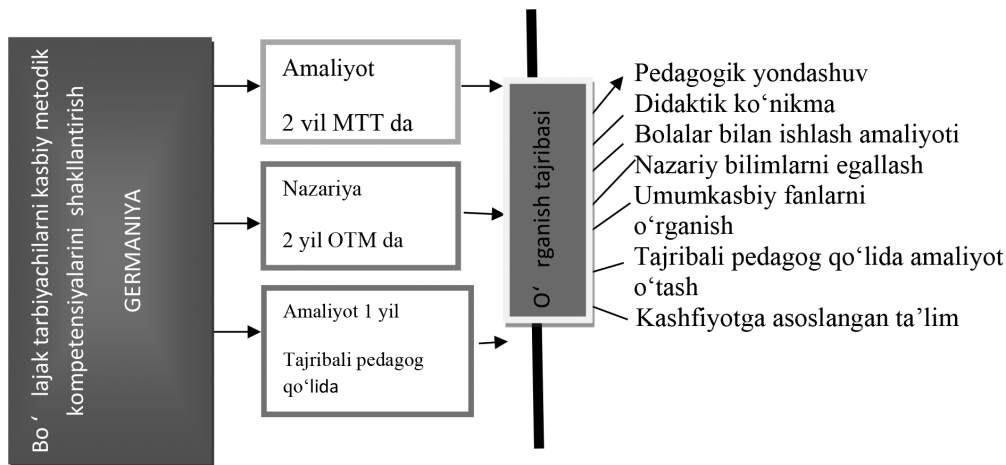 Bo‘ lajak tarbiyachilarni kasbiy metodik
kompetensiyalarini shakllantirish
GERMANIYA
Amaliyot
2 vil MTT da
Nazariya
2 yil OTM da
Amaliyot 1 yil
Tajribali pedagog
qo‘lida
O‘ rganish tajribasi
Pedagogik yondashuv
Didaktik ko‘nikma
Bolalar bilan ishlash amaliyoti
Nazariy bilimlarni egallash
Umumkasbiy fanlarni
o‘rganish
Tajribali pedagog qo‘lida amaliyot
o‘tash
Kashfiyotga asoslangan ta’lim